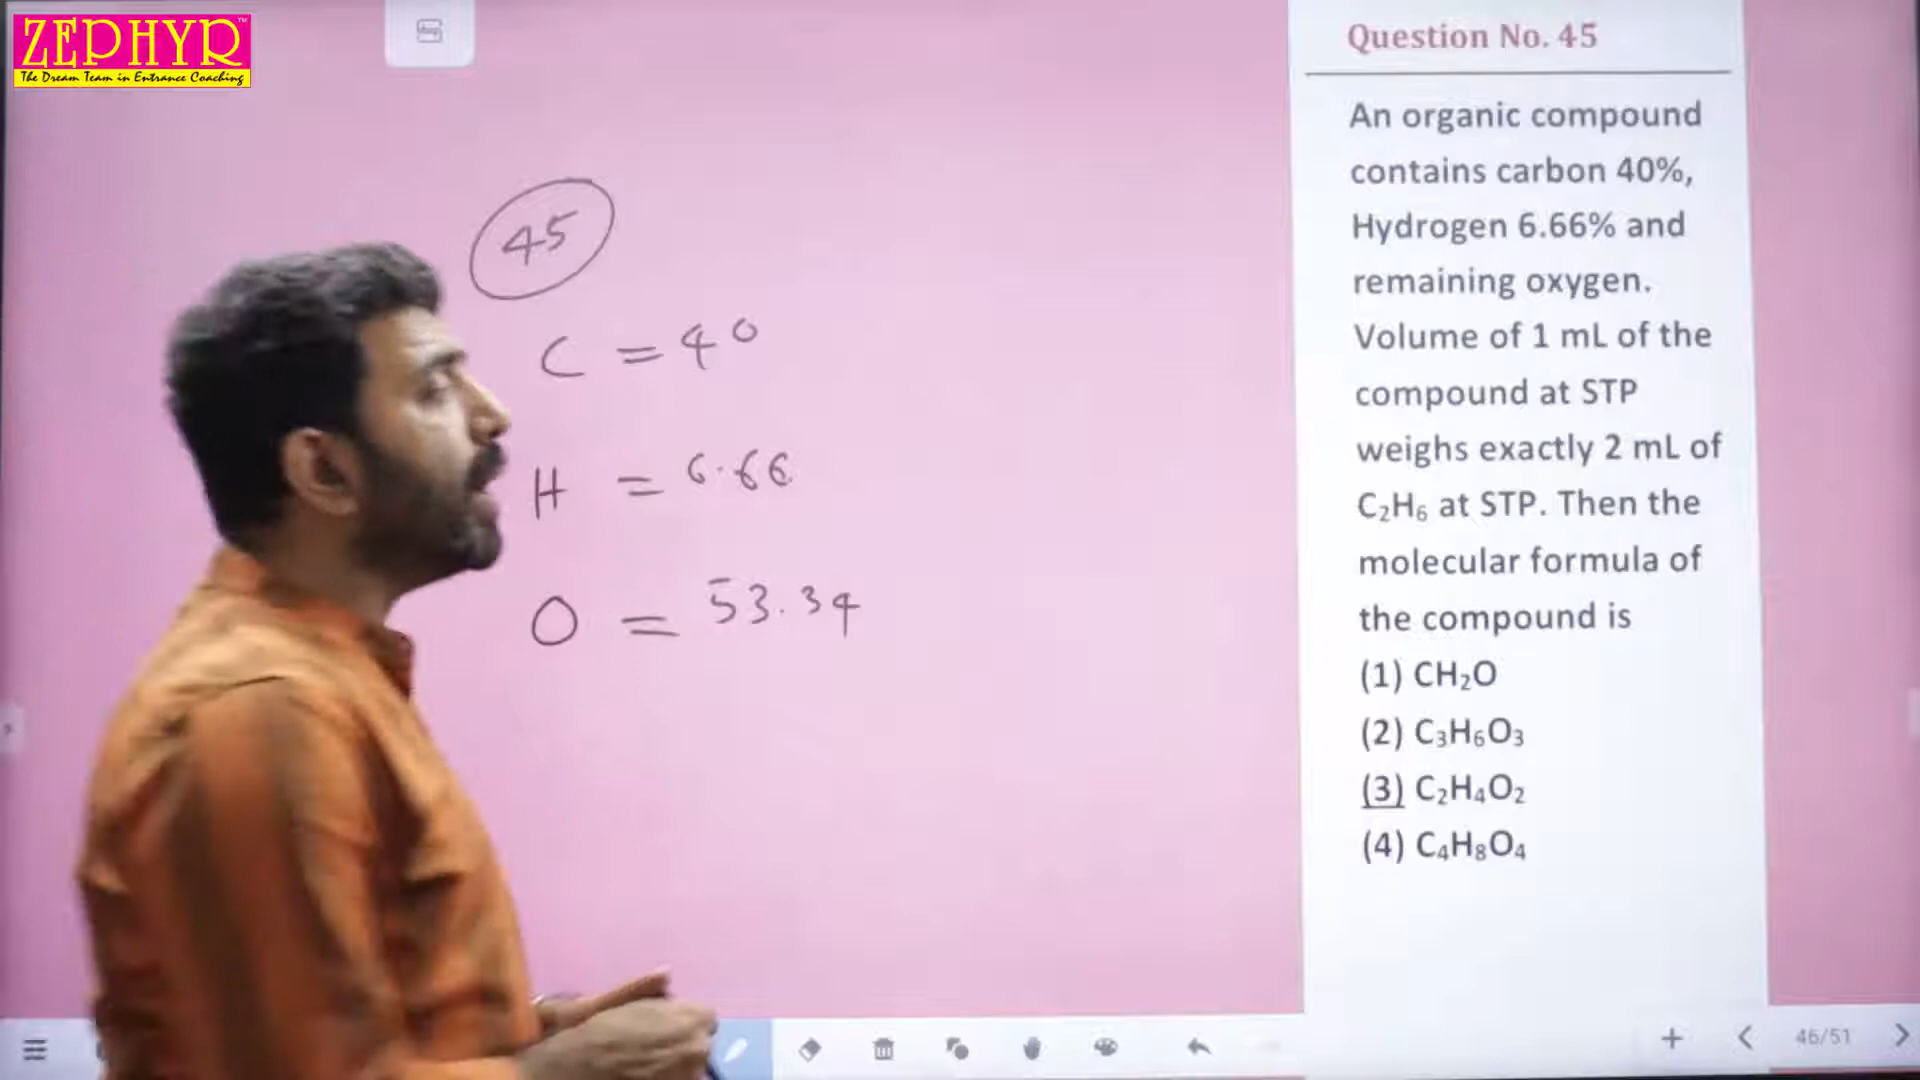 ZEPHYR™
The Dream Team in Entrance Coaching
45
C = 40
H = 6.66
O = 53.34
Question No. 45
An organic compound
contains carbon 40%,
Hydrogen 6.66% and
remaining oxygen.
Volume of 1 mL of the
compound at STP
weighs exactly 2 mL of
C₂H₆ at STP. Then the
molecular formula of
the compound is
(1) CH₂O
(2) C₃H₆O₃
(3) C₂H₄O₂
(4) C₄H₈O₄
46/51